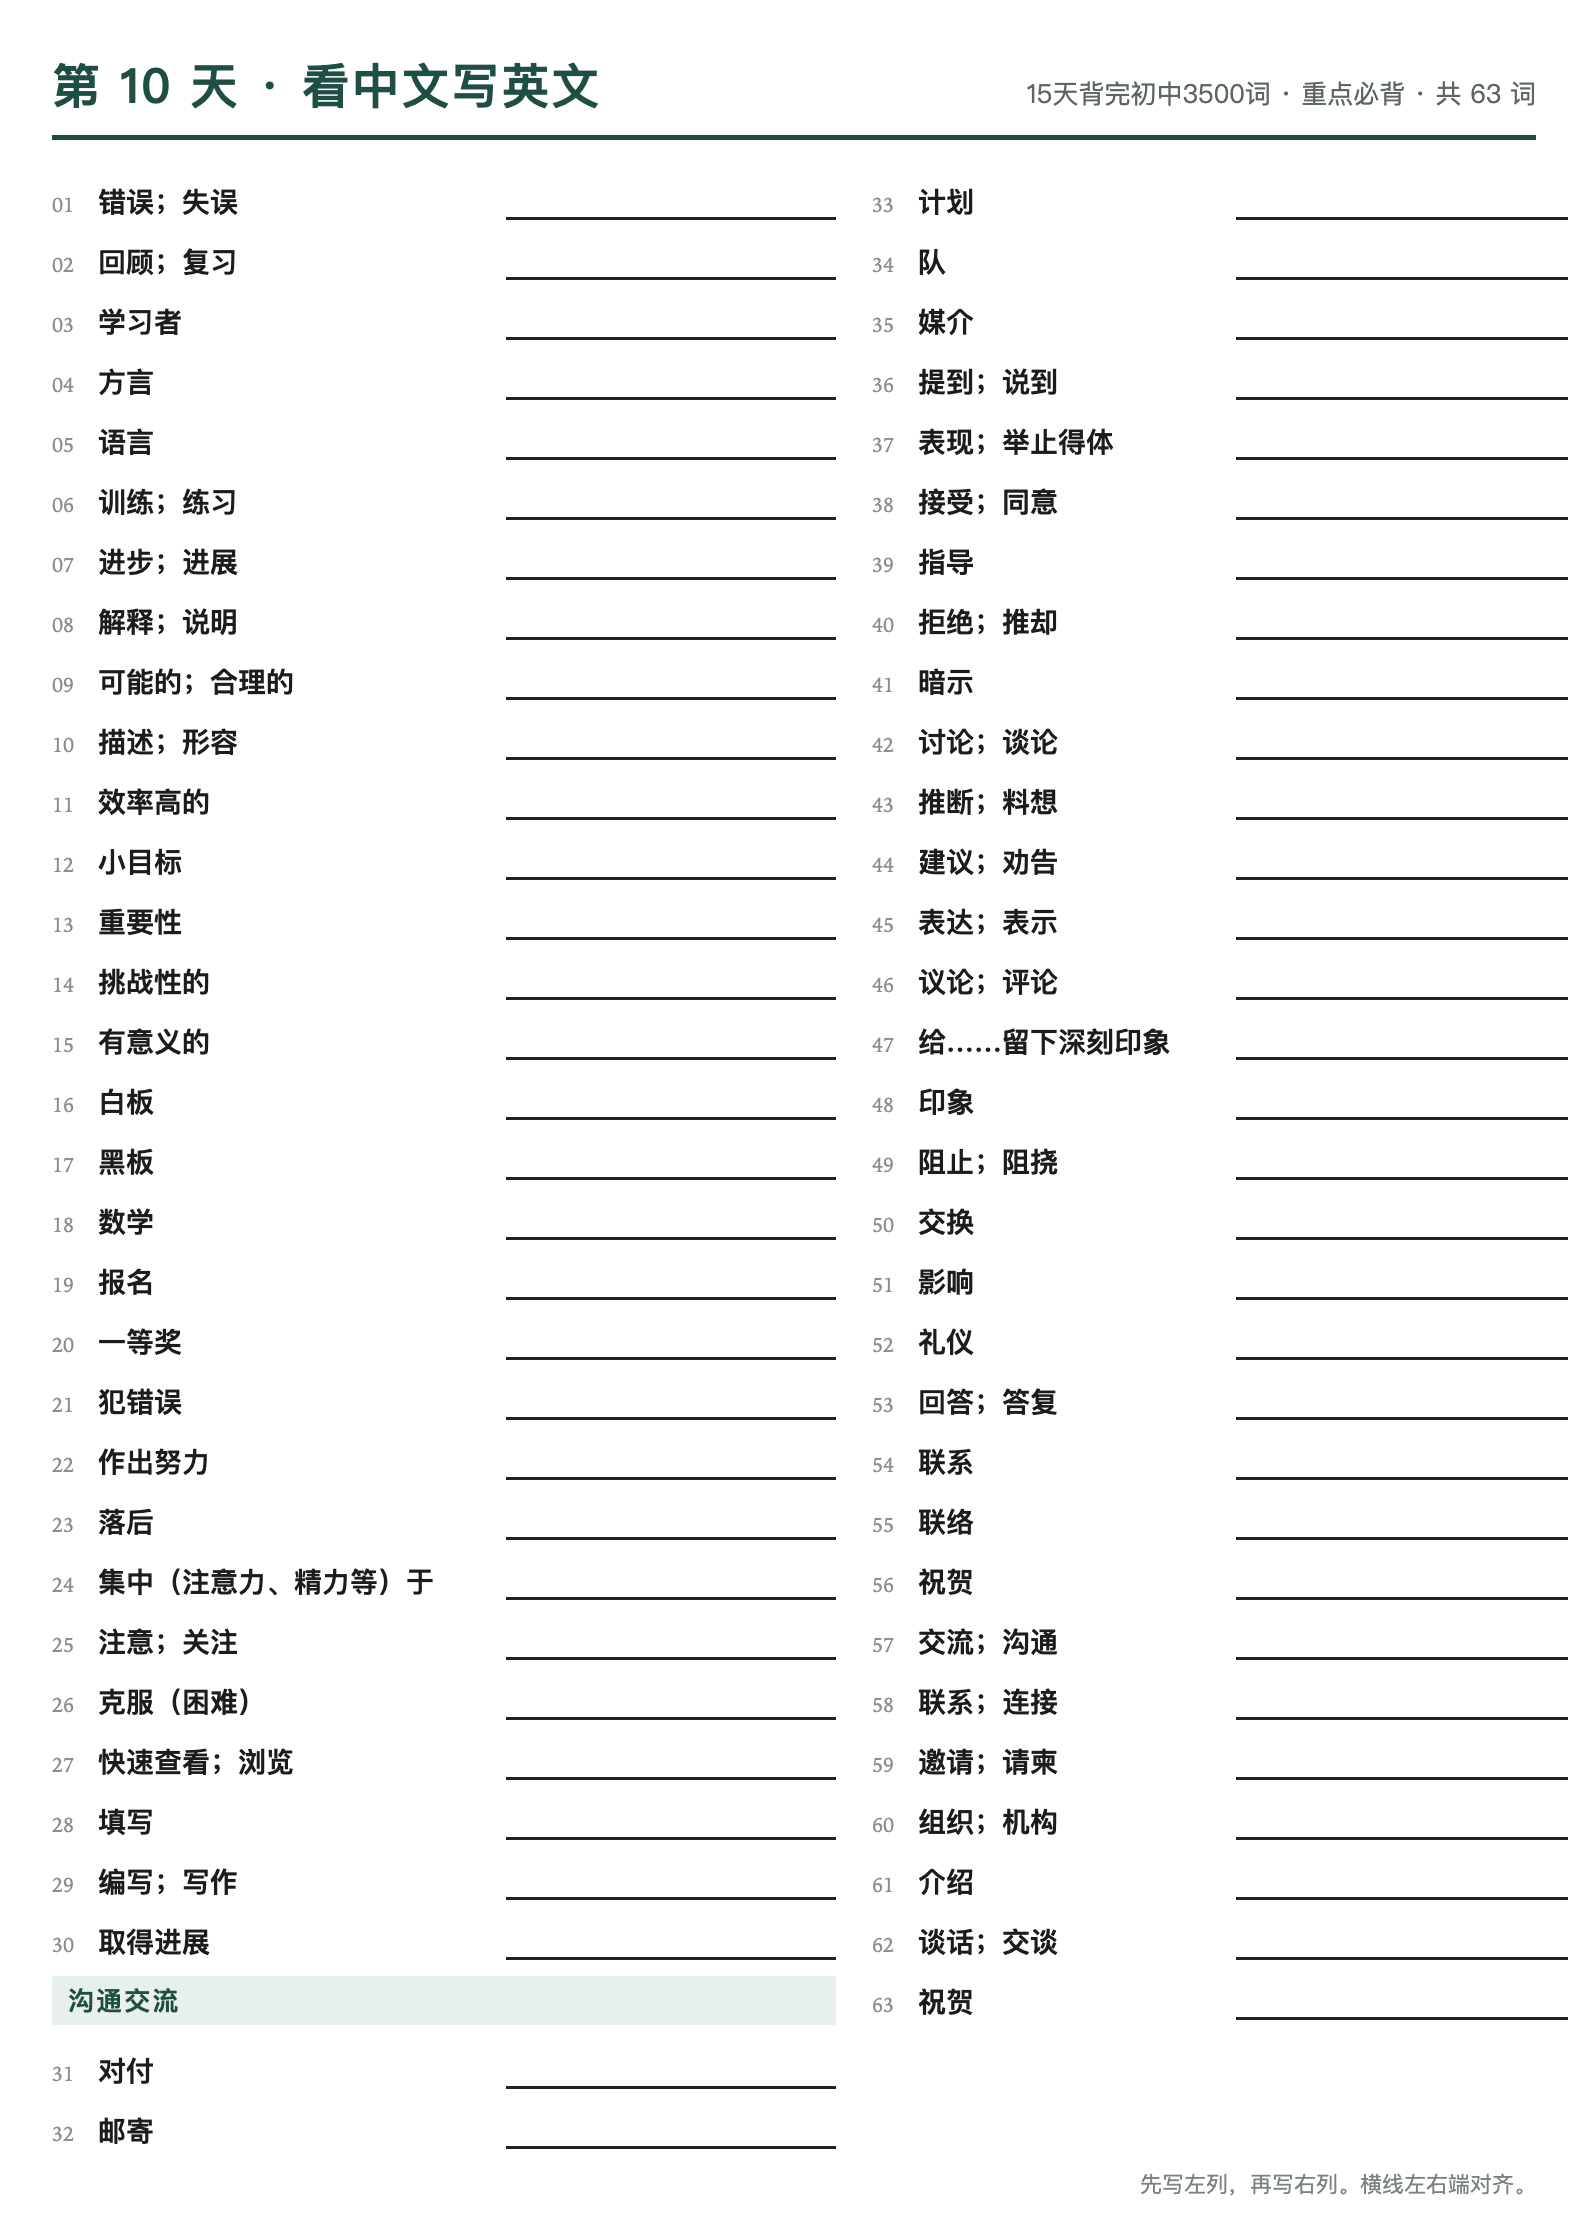 第 10 天 · 看中文写英文
15天背完初中3500词 · 重点必背 · 共 63 词
01 错误；失误
02 回顾；复习
03 学习者
04 方言
05 语言
06 训练；练习
07 进步；进展
08 解释；说明
09 可能的；合理的
10 描述；形容
11 效率高的
12 小目标
13 重要性
14 挑战性的
15 有意义的
16 白板
17 黑板
18 数学
19 报名
20 一等奖
21 犯错误
22 作出努力
23 落后
24 集中（注意力、精力等）于
25 注意；关注
26 克服（困难）
27 快速查看；浏览
28 填写
29 编写；写作
30 取得进展
沟通交流
31 对付
32 邮寄
33 计划
34 队
35 媒介
36 提到；说到
37 表现；举止得体
38 接受；同意
39 指导
40 拒绝；推却
41 暗示
42 讨论；谈论
43 推断；料想
44 建议；劝告
45 表达；表示
46 议论；评论
47 给……留下深刻印象
48 印象
49 阻止；阻挠
50 交换
51 影响
52 礼仪
53 回答；答复
54 联系
55 联络
56 祝贺
57 交流；沟通
58 联系；连接
59 邀请；请柬
60 组织；机构
61 介绍
62 谈话；交谈
63 祝贺
先写左列，再写右列。横线左右端对齐。